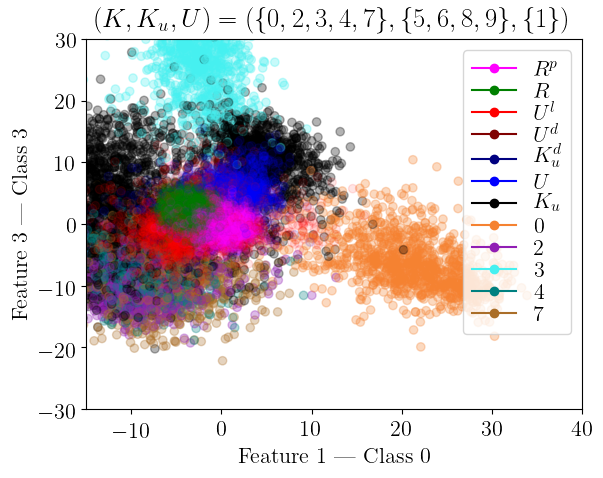 (K, K_u, U) = ({0, 2, 3, 4, 7}, {5, 6, 8, 9}, {1})
30
20
10
0
−10
−20
−30
Feature 3 — Class 3
−10
0
10
20
30
40
Feature 1 — Class 0
R^p
R
U^l
U^d
K_u^d
U
K_u
0
2
3
4
7